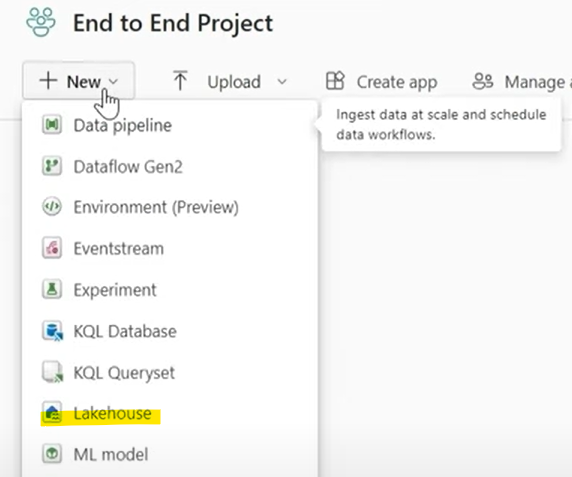 End to End Project
New
Upload
Create app
Manage
Data pipeline
Ingest data at scale and schedule
data workflows.
Dataflow Gen2
Environment (Preview)
Eventstream
Experiment
KQL Database
KQL Queryset
Lakehouse
ML model